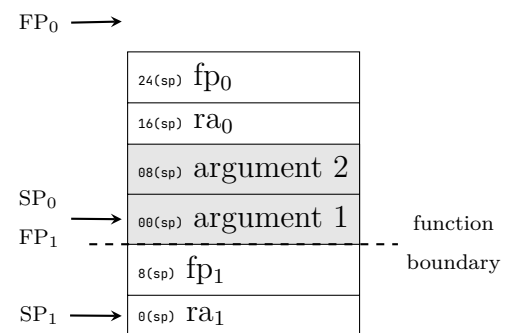 FP₀
24(sp) fp₀
16(sp) ra₀
08(sp) argument 2
SP₀
00(sp) argument 1
FP₁
function
boundary
8(sp) fp₁
SP₁
0(sp) ra₁